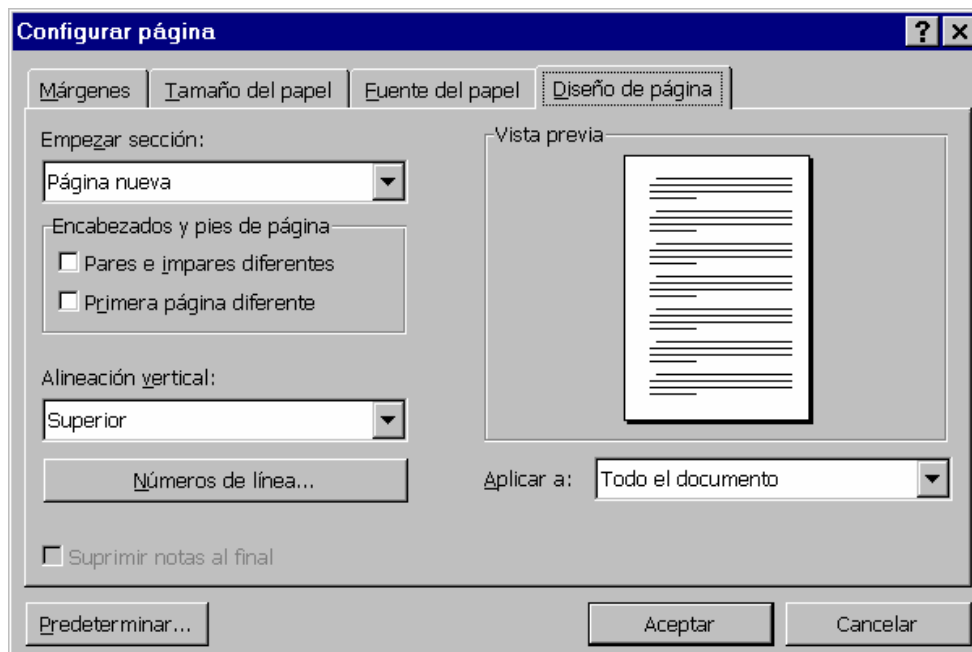 Configurar página
Márgenes
Tamaño del papel
Fuente del papel
Diseño de página
Empezar sección:
Página nueva
Encabezados y pies de página
Pares e impares diferentes
Primera página diferente
Alineación vertical:
Superior
Números de línea...
Suprimir notas al final
Vista previa
Aplicar a:
Todo el documento
Predeterminar...
Aceptar
Cancelar